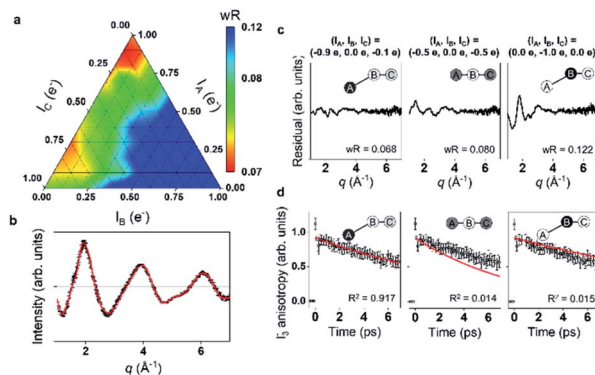 a
wR
0.12
0.10
0.09
0.07
0.00
0.00
0.25
0.25
0.50
0.50
0.75
0.75
1.00
1.00
0.00
0.25
0.50
0.75
1.00
I_C (e⁻)
I_A (e⁻)
I_B (e⁻)
b
Intensity (arb. units)
2
4
6
q (Å⁻¹)
c
(I_A, I_B, I_C) =
(-0.9 e, 0.0 e, -0.1 e)
(I_A, I_B, I_C) =
(-0.5 e, 0.0 e, -0.5 e)
(I_A, I_B, I_C) =
(0.0 e, -1.0 e, 0.0 e)
A B C
A B C
A B C
Residual (arb. units)
wR = 0.068
wR = 0.080
wR = 0.122
2 4 6
2 4 6
2 4 6
q (Å⁻¹)
q (Å⁻¹)
q (Å⁻¹)
d
I₃⁻ anisotropy
1.0
0.5
0.0
A B C
A B C
A B C
R² = 0.917
R² = 0.014
R² = 0.015
0 2 4 6
0 2 4 6
0 2 4 6
Time (ps)
Time (ps)
Time (ps)